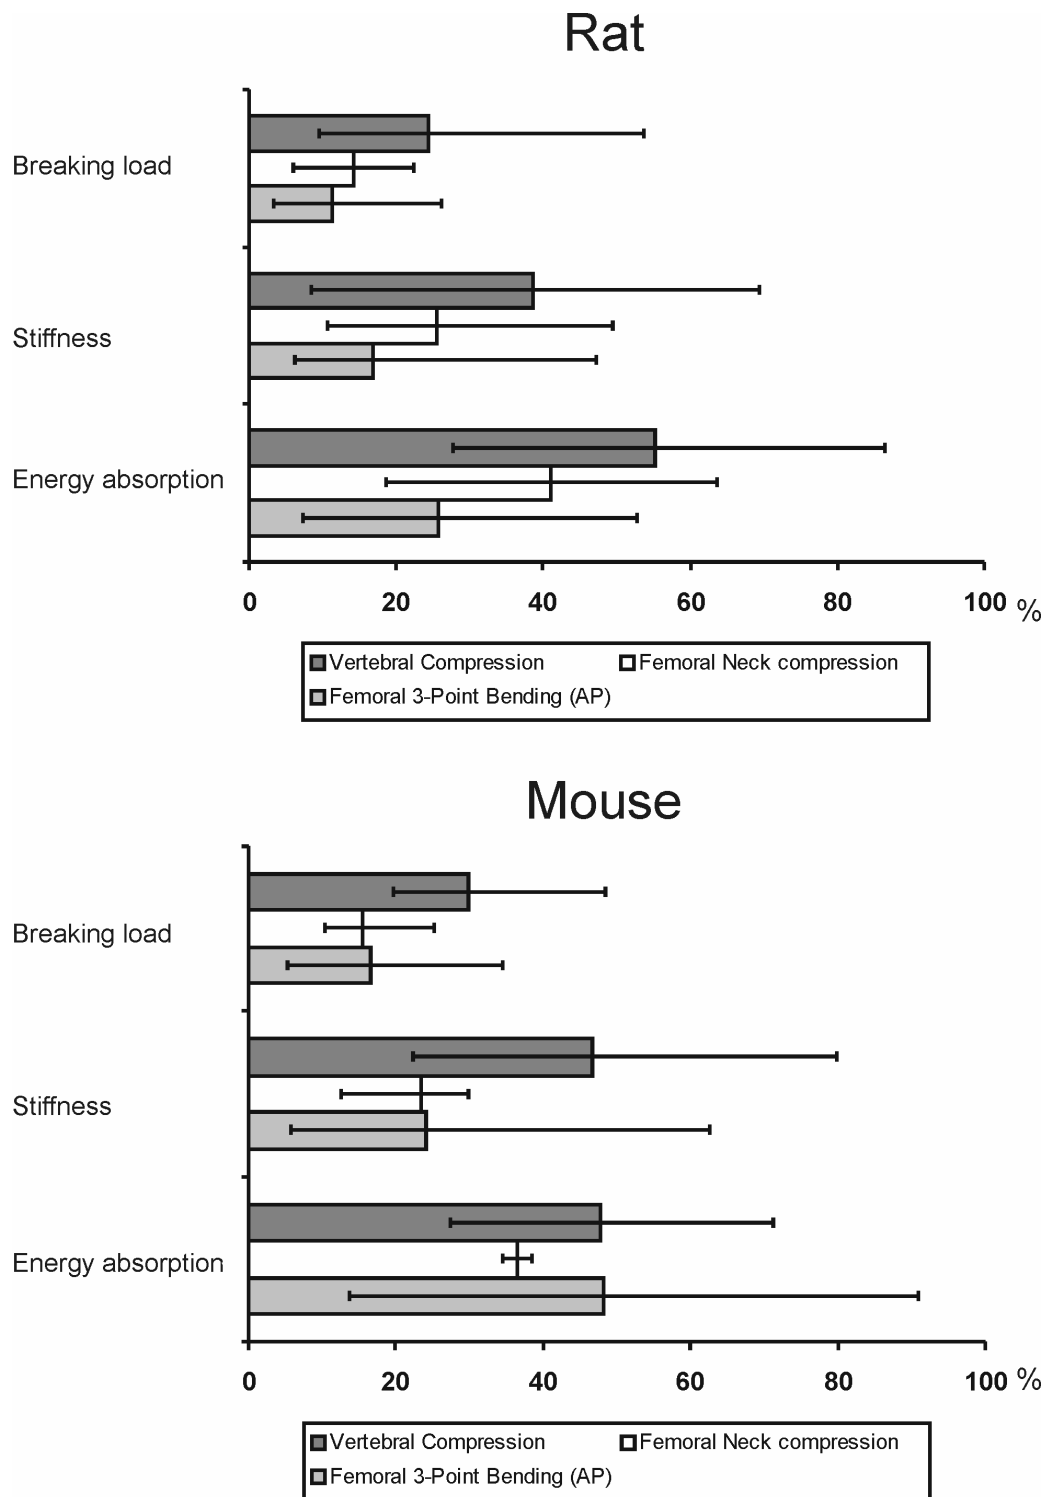 Rat
Breaking load
Stiffness
Energy absorption
0 20 40 60 80 100 %
Vertebral Compression Femoral Neck compression
Femoral 3-Point Bending (AP)
Mouse
Breaking load
Stiffness
Energy absorption
0 20 40 60 80 100 %
Vertebral Compression Femoral Neck compression
Femoral 3-Point Bending (AP)